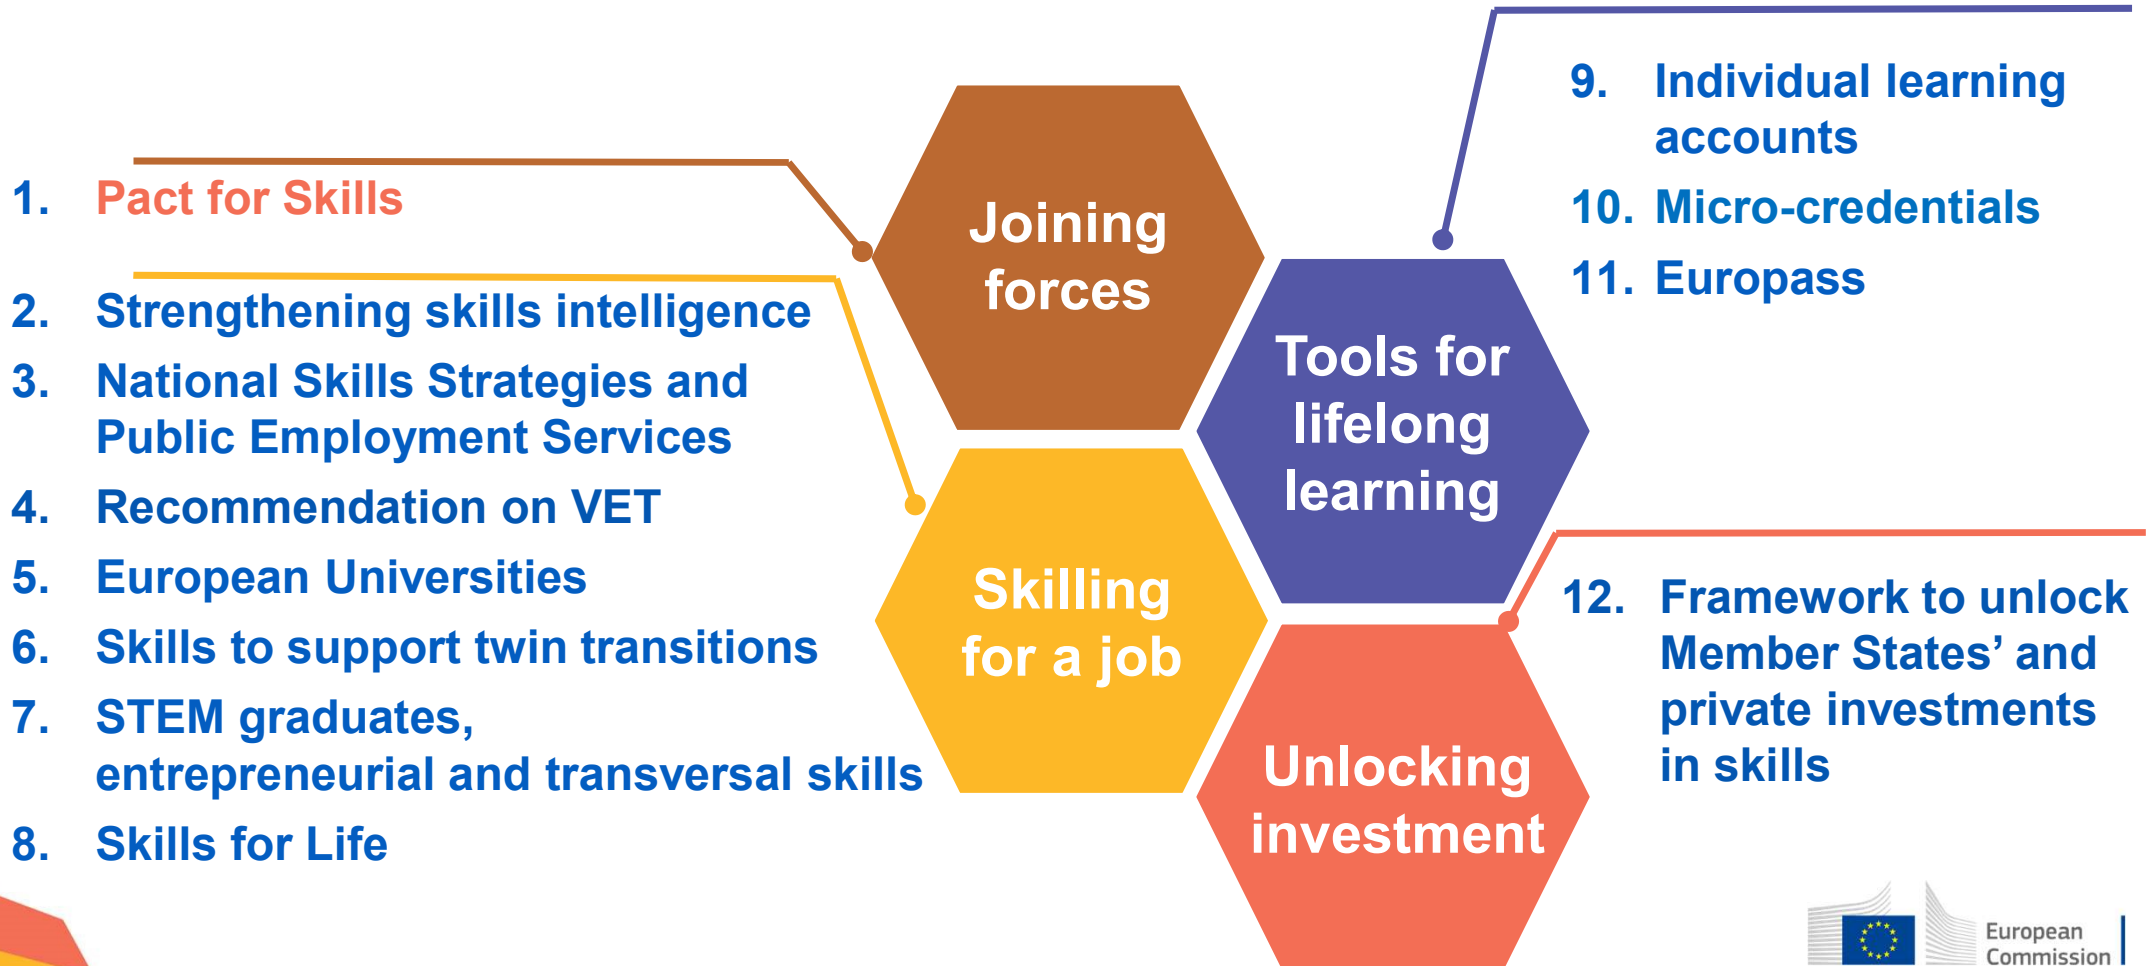 1. Pact for Skills
2. Strengthening skills intelligence
3. National Skills Strategies and
Public Employment Services
4. Recommendation on VET
5. European Universities
6. Skills to support twin transitions
7. STEM graduates,
entrepreneurial and transversal skills
8. Skills for Life
Joining
forces
Skilling
for a job
Tools for
lifelong
learning
Unlocking
investment
9. Individual learning
accounts
10. Micro-credentials
11. Europass
12. Framework to unlock
Member States’ and
private investments
in skills
European
Commission